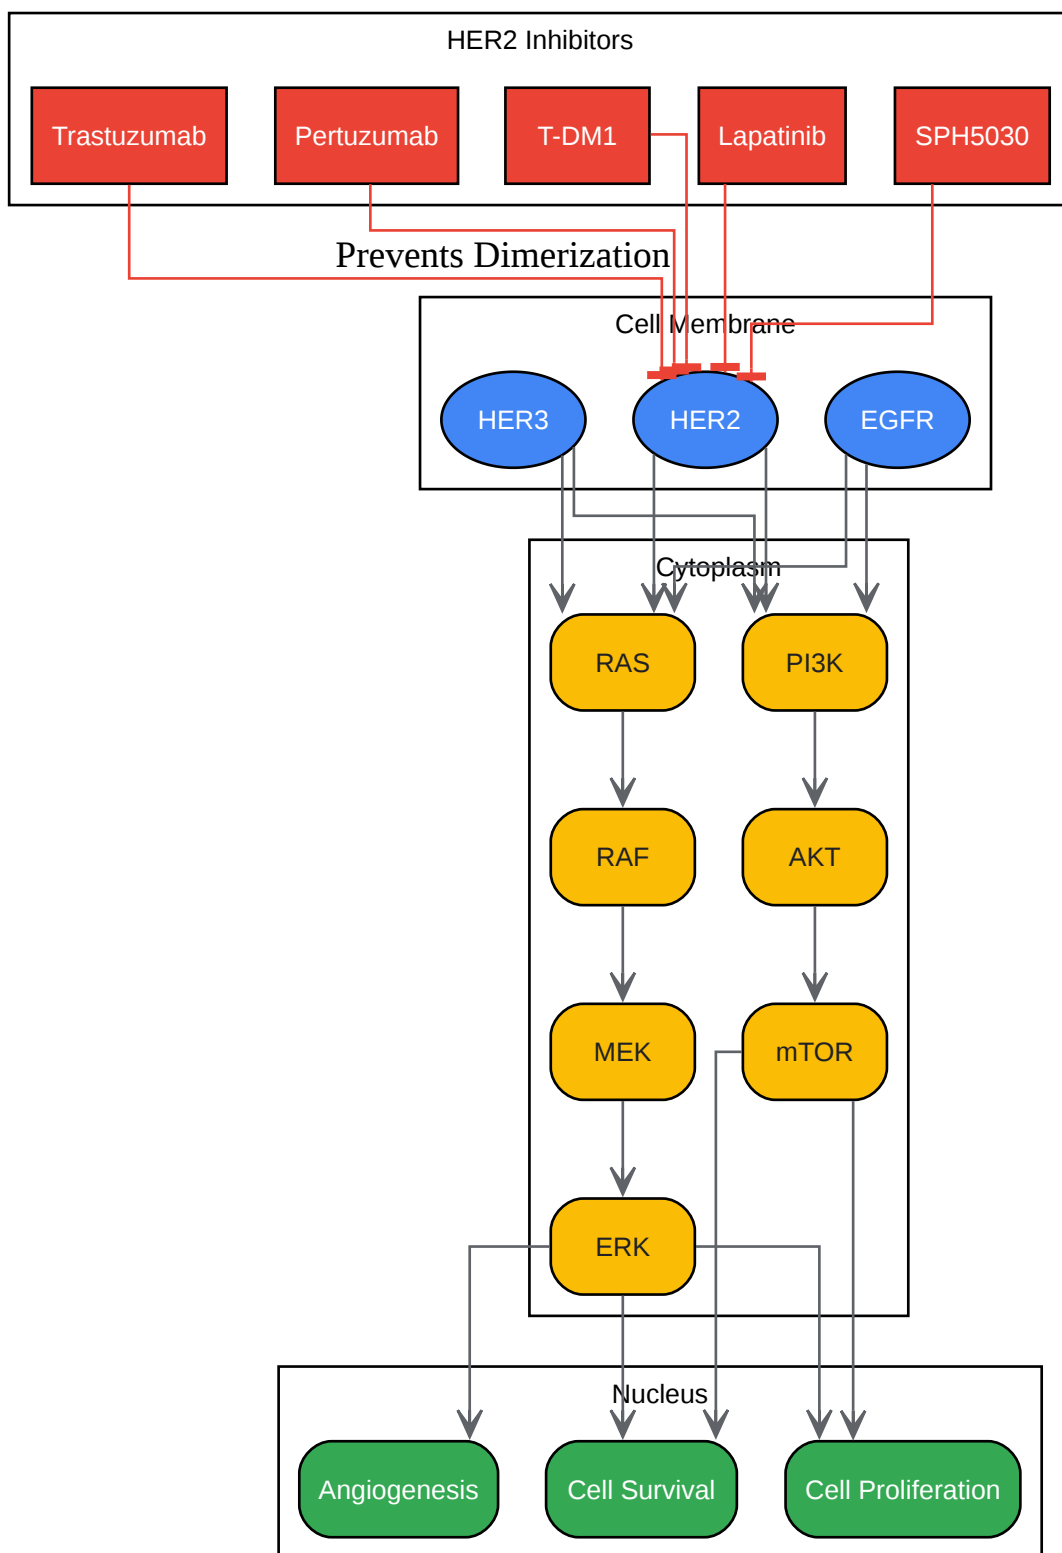 HER2 Inhibitors
Trastuzumab
Pertuzumab
T-DM1
Lapatinib
SPH5030
Prevents Dimerization
Cell Membrane
HER3
HER2
EGFR
Cytoplasm
RAS
PI3K
RAF
AKT
MEK
mTOR
ERK
Nucleus
Angiogenesis
Cell Survival
Cell Proliferation